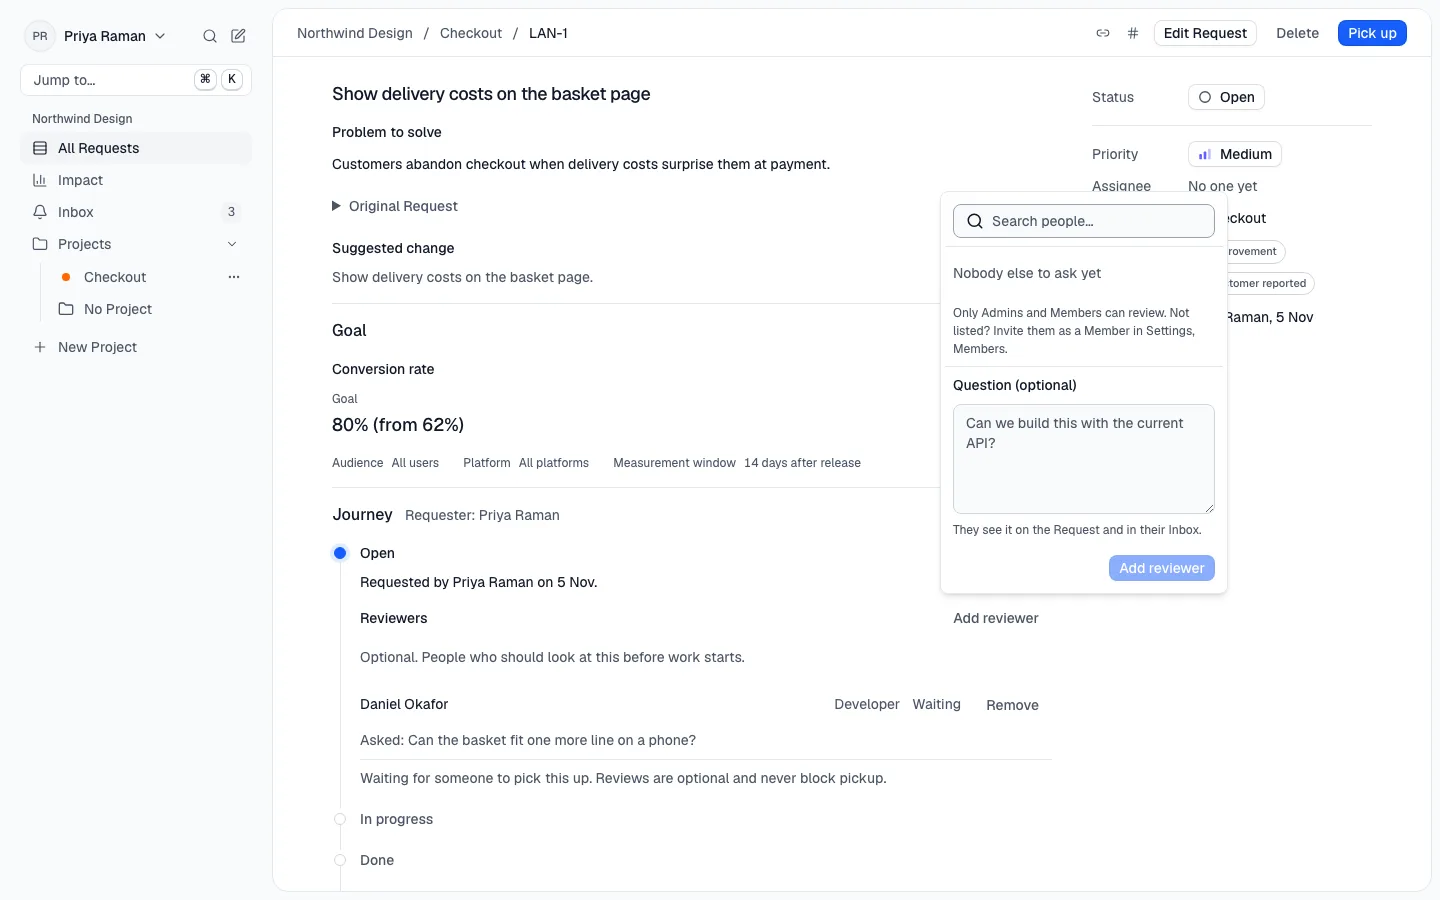 PR Priya Raman
Jump to... ⌘ K
Northwind Design
All Requests
Impact
Inbox 3
Projects
Checkout
No Project
New Project
Northwind Design / Checkout / LAN-1
Edit Request Delete Pick up
Show delivery costs on the basket page
Problem to solve
Customers abandon checkout when delivery costs surprise them at payment.
Original Request
Suggested change
Show delivery costs on the basket page.
Goal
Conversion rate
Goal
80% (from 62%)
Audience All users Platform All platforms Measurement window 14 days after release
Journey Requester: Priya Raman
Open
Requested by Priya Raman on 5 Nov.
Reviewers Add reviewer
Optional. People who should look at this before work starts.
Daniel Okafor Developer Waiting Remove
Asked: Can the basket fit one more line on a phone?
Waiting for someone to pick this up. Reviews are optional and never block pickup.
In progress
Done
Status Open
Priority Medium
Assignee No one yet
Raman, 5 Nov
Search people...
Nobody else to ask yet
Only Admins and Members can review. Not
listed? Invite them as a Member in Settings,
Members.
Question (optional)
Can we build this with the current
API?
They see it on the Request and in their Inbox.
Add reviewer